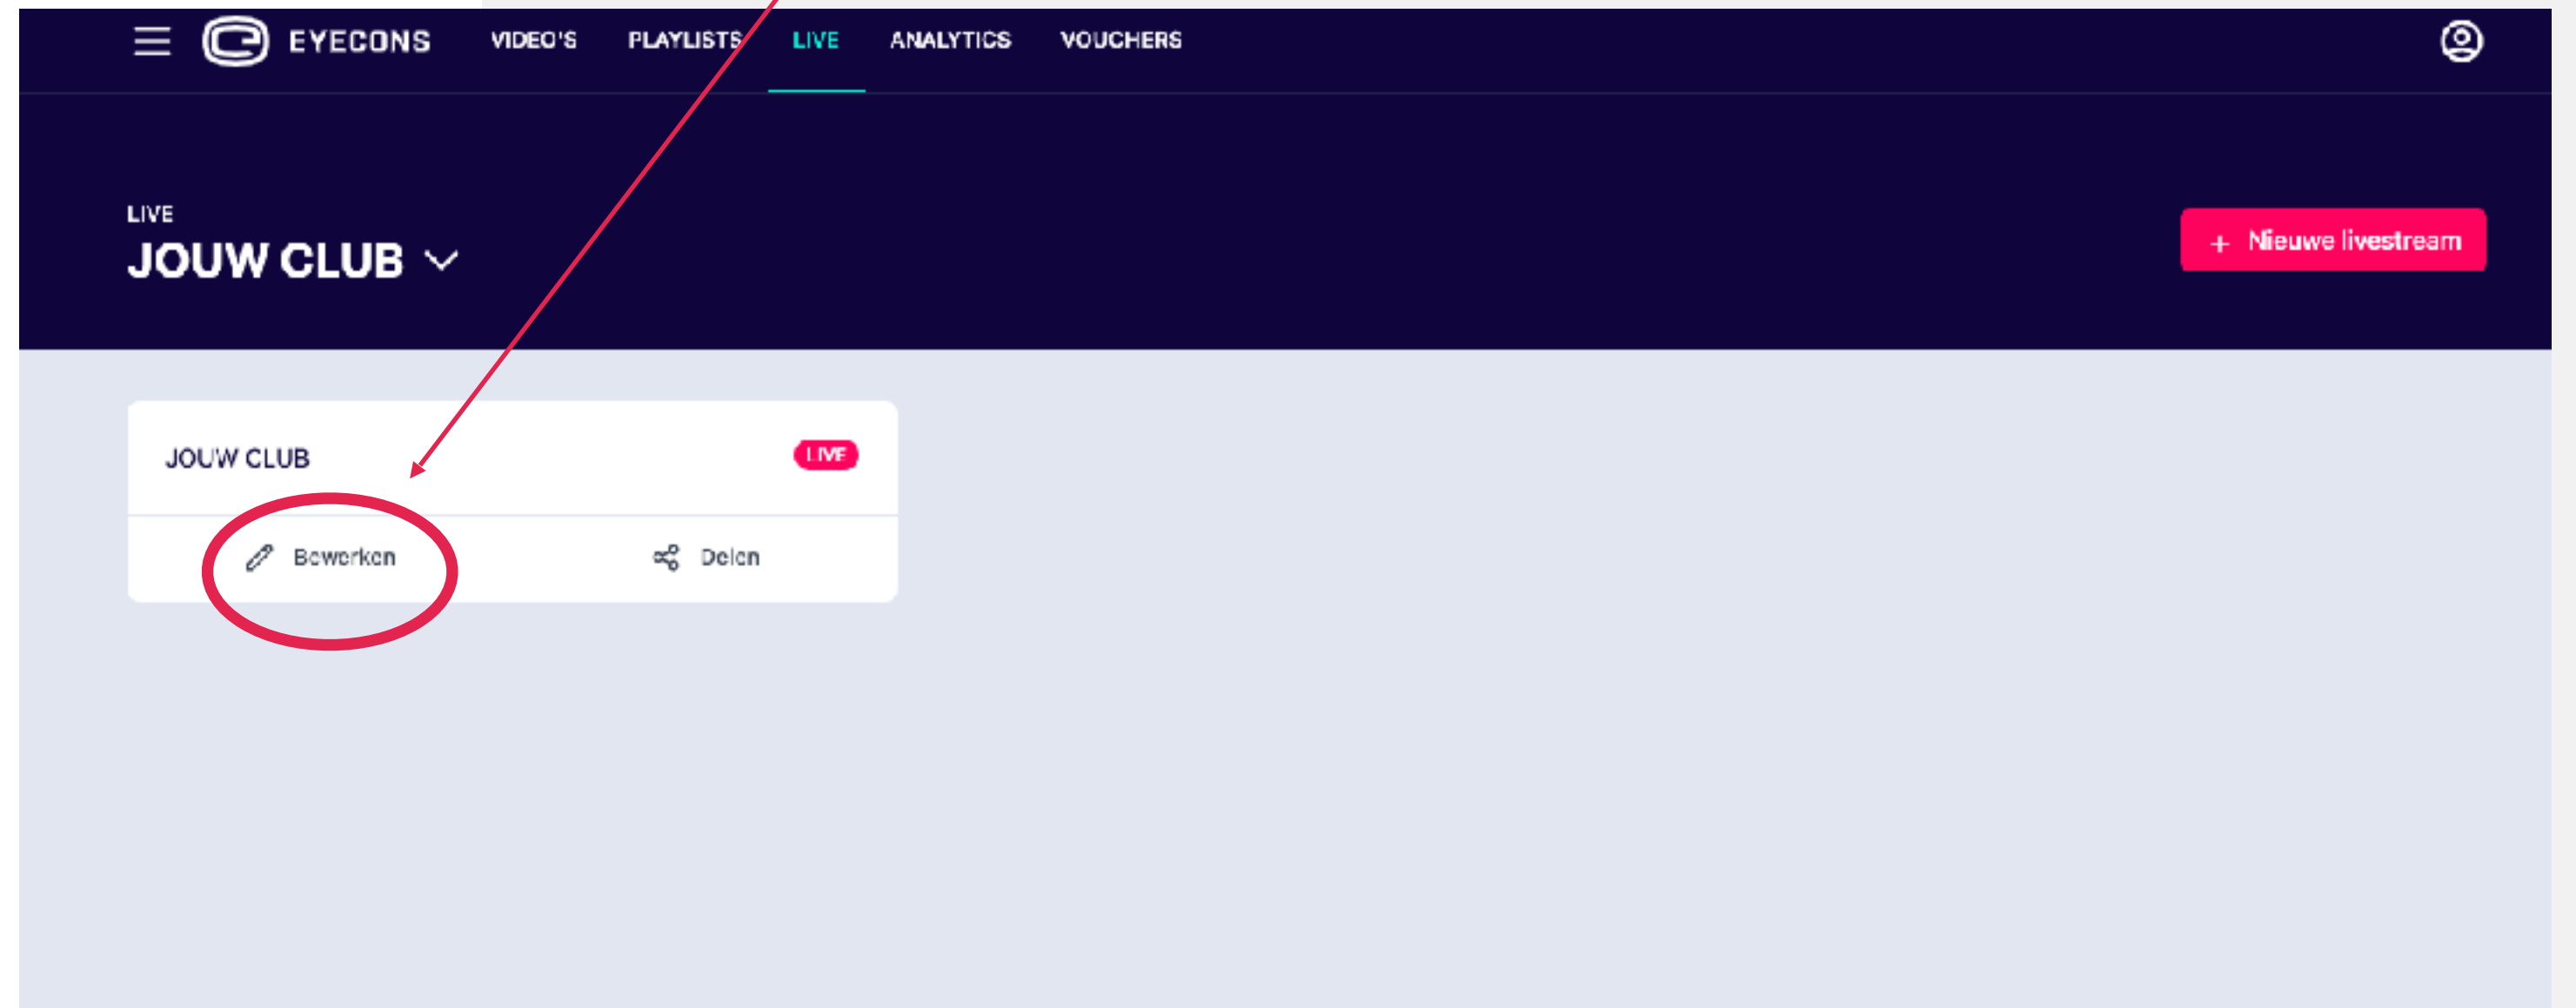 EYECONS VIDEO'S PLAYLISTS LIVE ANALYTICS VOUCHERS
LIVE
JOUW CLUB
+ Nieuwe livestream
JOUW CLUB LIVE
Bewerken Delen